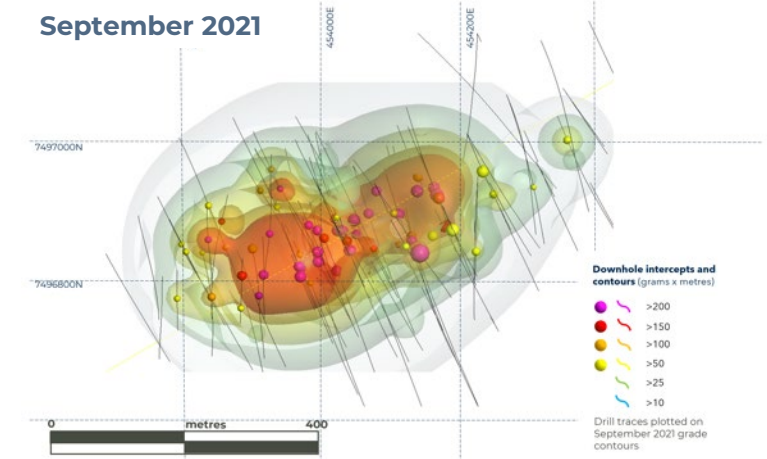 September 2021
454000E
454200E
7497000N
7496800N
Downhole intercepts and
contours (grams x metres)
>200
>150
>100
>50
>25
>10
Drill traces plotted on
September 2021 grade
contours
0 metres 400